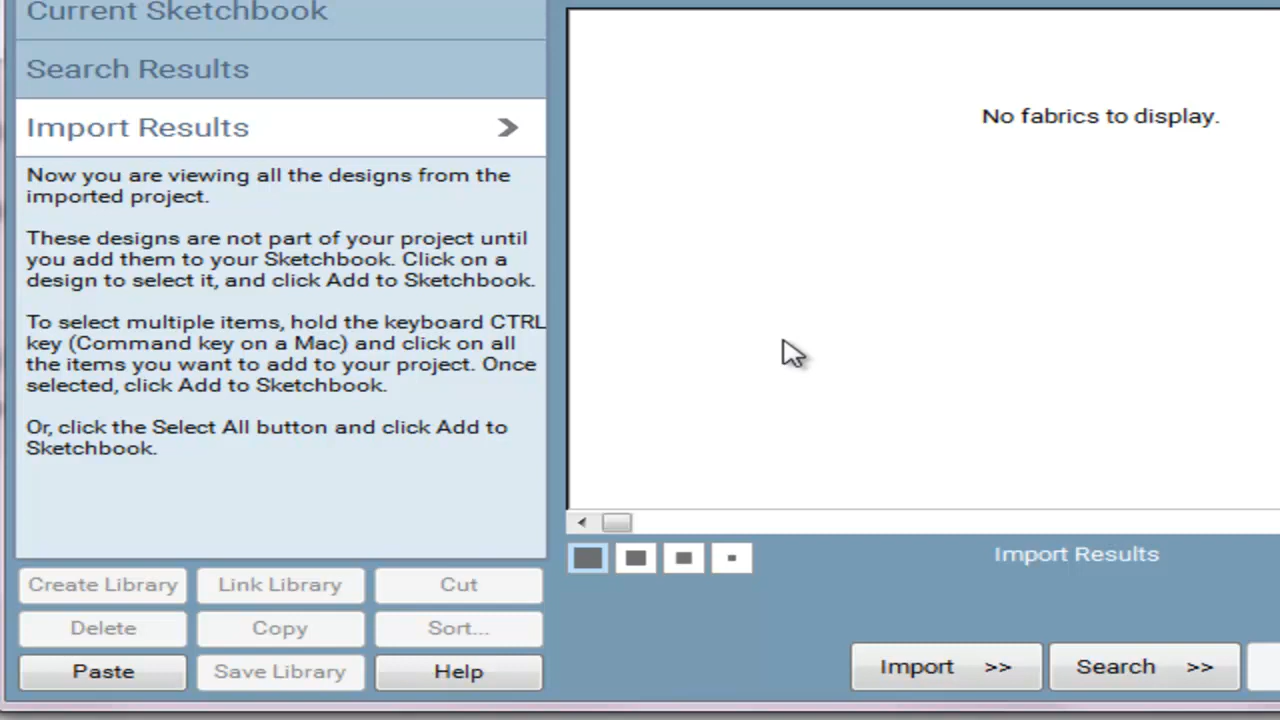 Current Sketchbook
Search Results
Import Results
Now you are viewing all the designs from the
imported project.
These designs are not part of your project until
you add them to your Sketchbook. Click on a
design to select it, and click Add to Sketchbook.
To select multiple items, hold the keyboard CTRL
key (Command key on a Mac) and click on all
the items you want to add to your project. Once
selected, click Add to Sketchbook.
Or, click the Select All button and click Add to
Sketchbook.
Create Library Link Library Cut
Delete Copy Sort...
Paste Save Library Help
No fabrics to display.
Import Results
Import >> Search >>